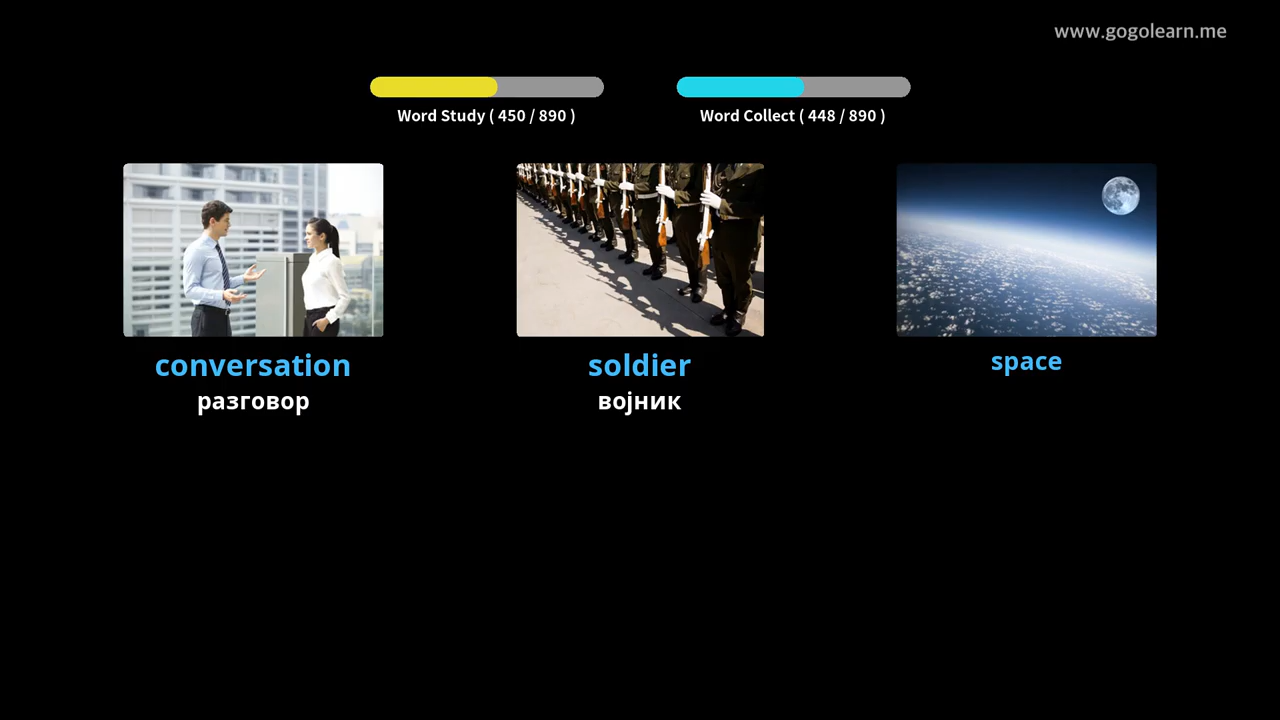 www.gogolearn.me
Word Study ( 450 / 890 )
Word Collect ( 448 / 890 )
conversation
разговор
soldier
војник
space